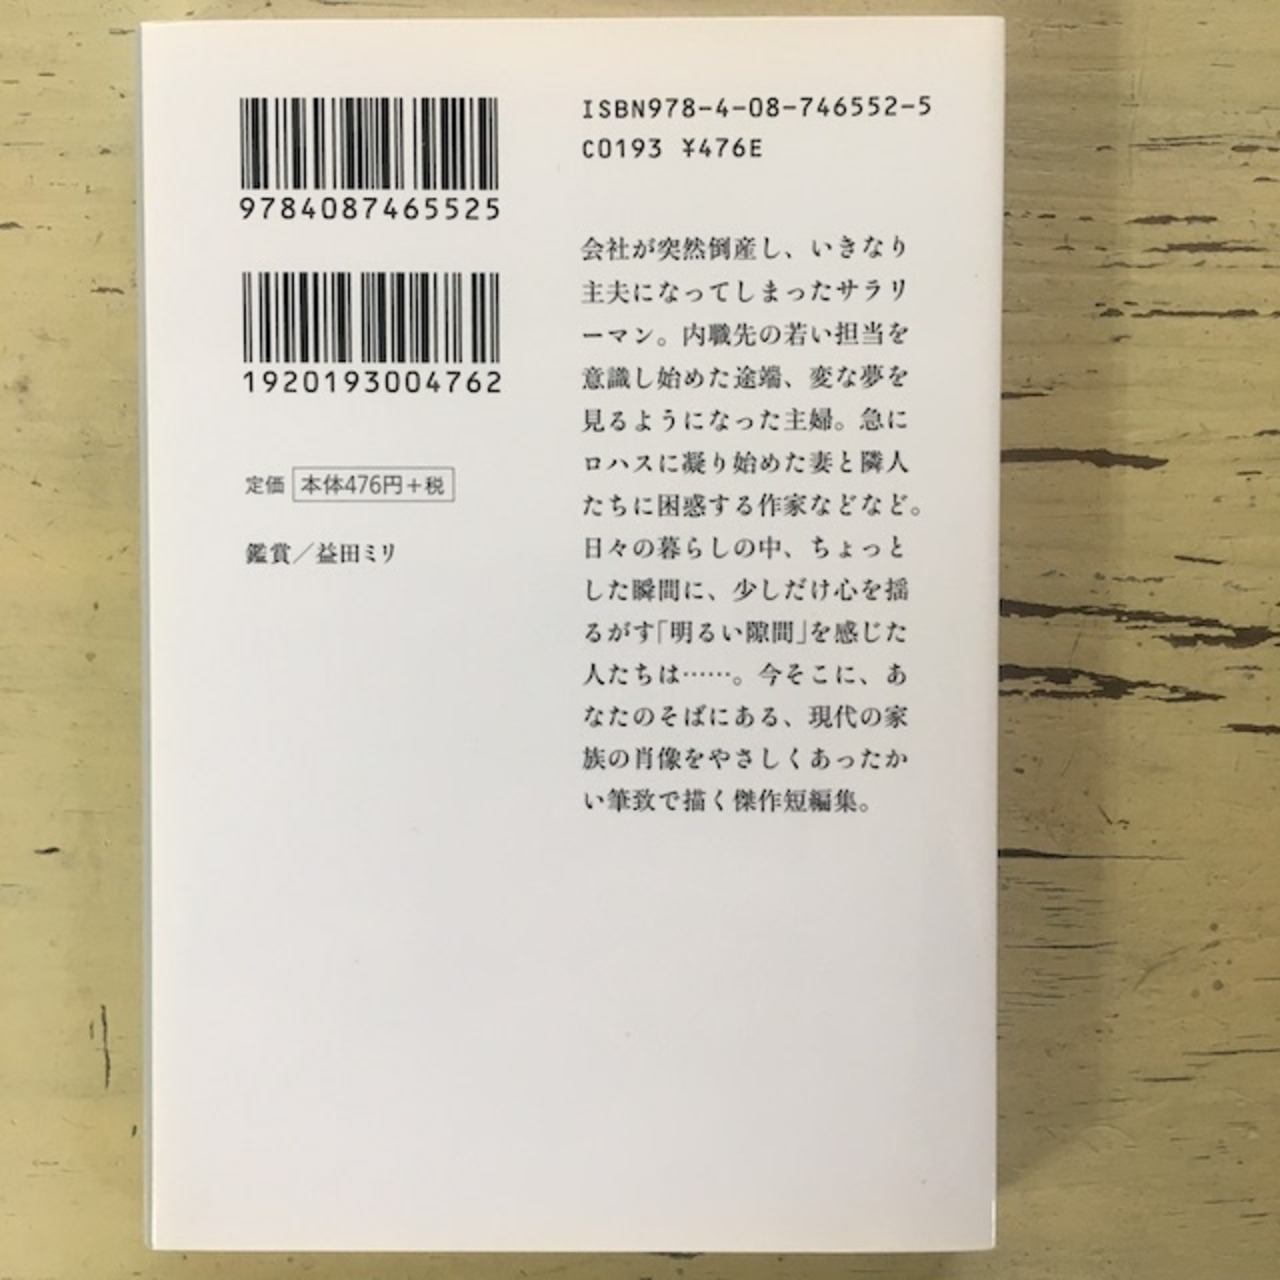 9784087465525
1920193004762
定価 本体476円+税
鑑賞／益田ミリ
ISBN978-4-08-746552-5
C0193 ¥476E
会社が突然倒産し、いきなり
主夫になってしまったサラリ
ーマン。内職先の若い担当を
意識し始めた途端、変な夢を
見るようになった主婦。急に
ロハスに凝り始めた妻と隣人
たちに困惑する作家などなど。
日々の暮らしの中、ちょっと
した瞬間に、少しだけ心を揺
るがす「明るい隙間」を感じた
人たちは……。今そこに、あ
なたのそばにある、現代の家
族の肖像をやさしくあったか
い筆致で描く傑作短編集。